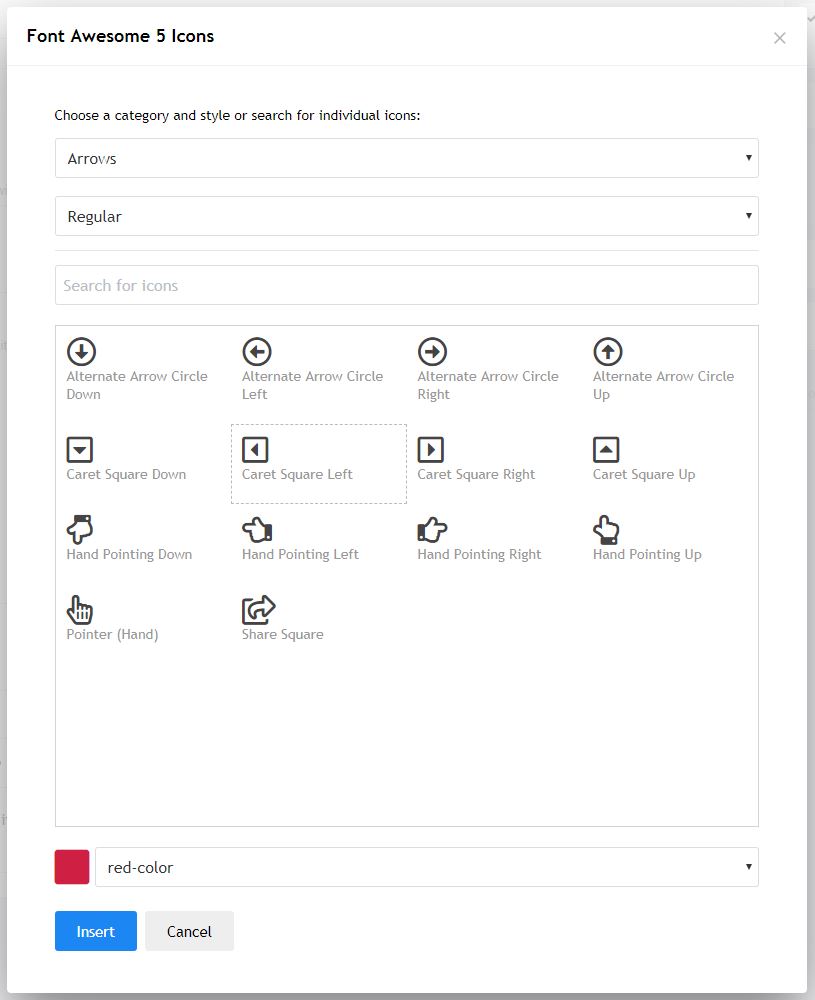 Font Awesome 5 Icons
Choose a category and style or search for individual icons:
Arrows
Regular
Search for icons
Alternate Arrow Circle Down
Alternate Arrow Circle Left
Alternate Arrow Circle Right
Alternate Arrow Circle Up
Caret Square Down
Caret Square Left
Caret Square Right
Caret Square Up
Hand Pointing Down
Hand Pointing Left
Hand Pointing Right
Hand Pointing Up
Pointer (Hand)
Share Square
red-color
Insert
Cancel